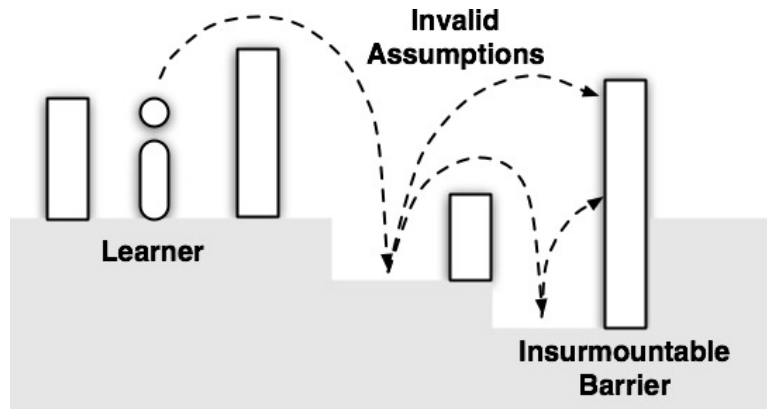 Invalid
Assumptions
Learner
Insurmountable
Barrier